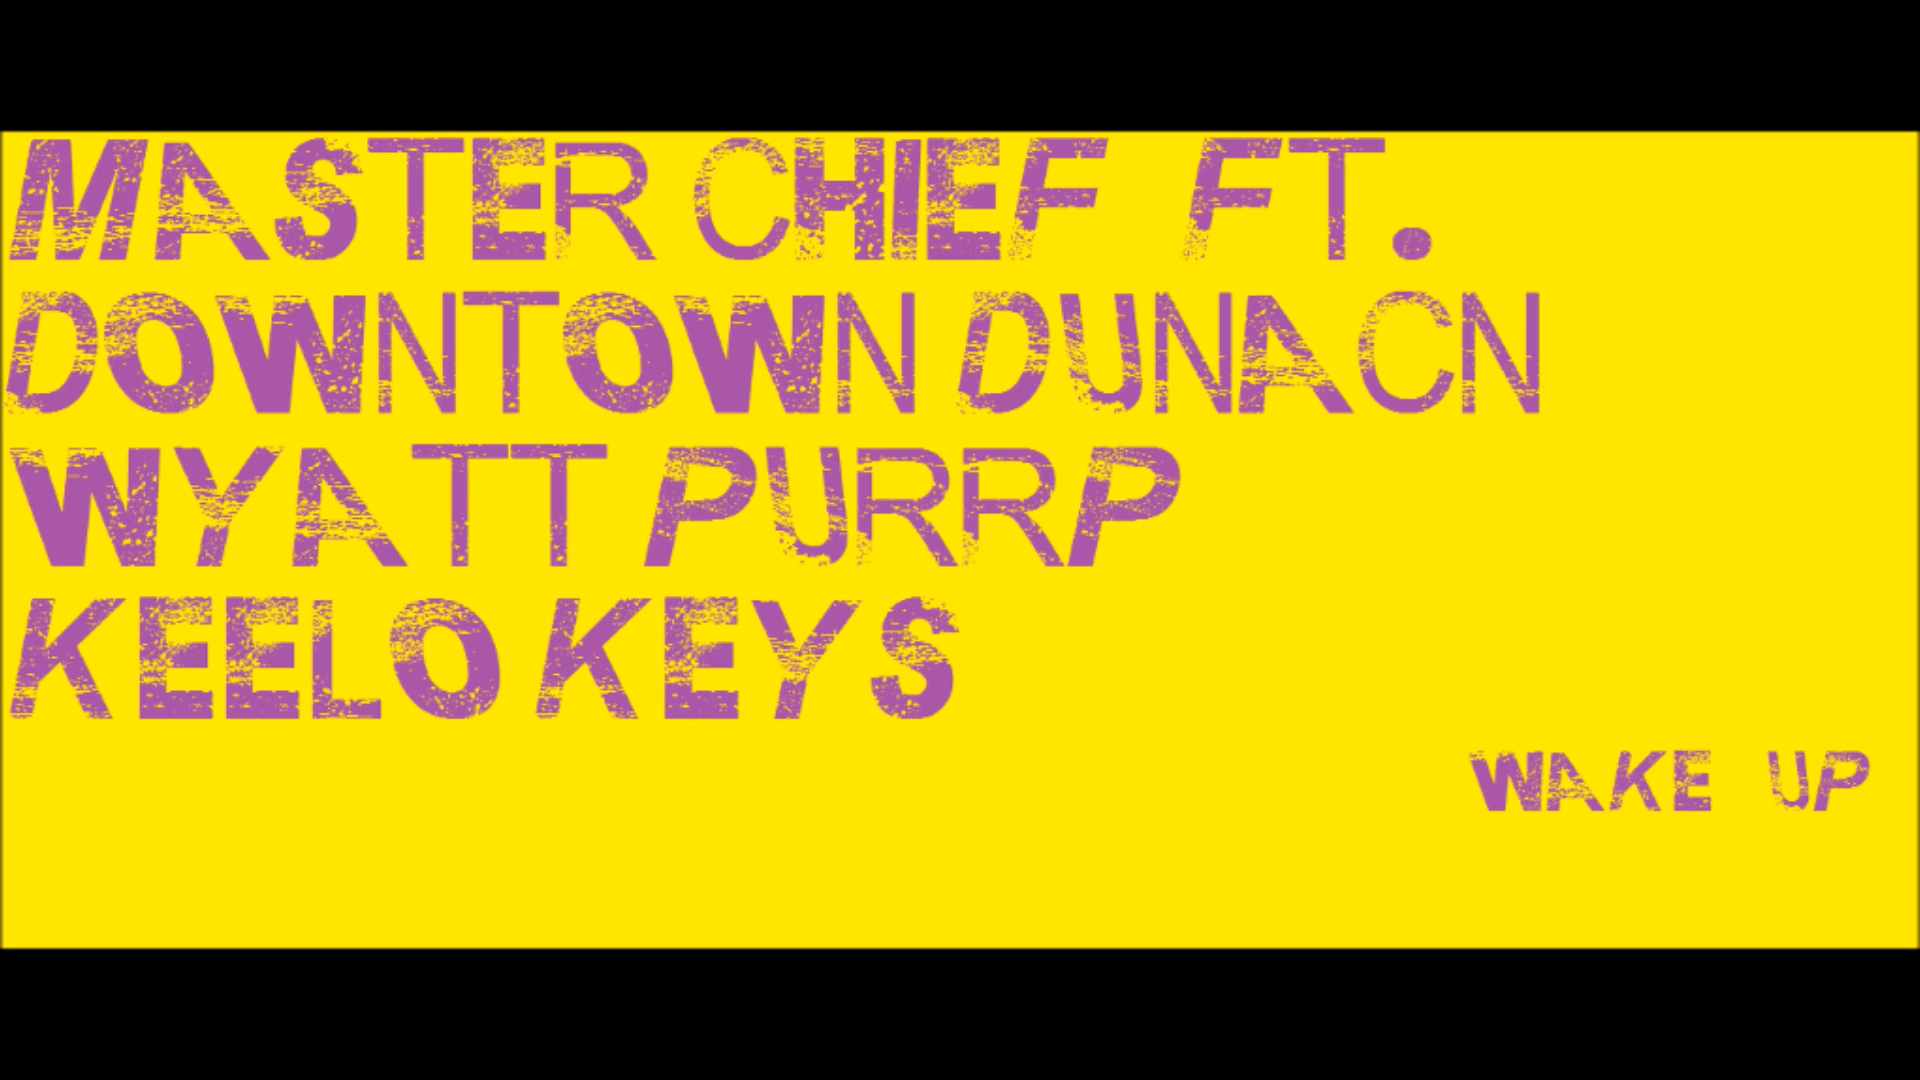 MASTER CHIEF FT.
DOWNTOWN DUNACN
WYATT PURRP
KEELO KEYS
WAKE UP